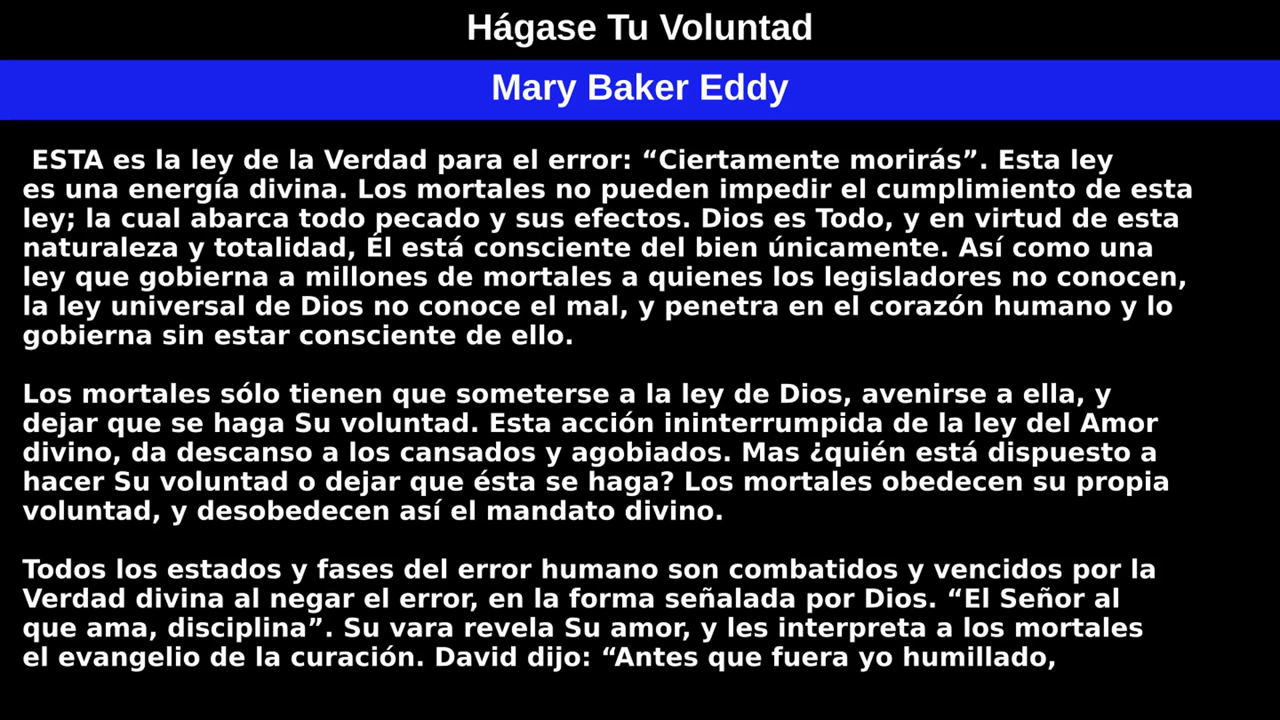 Hágase Tu Voluntad
Mary Baker Eddy
ESTA es la ley de la Verdad para el error: “Ciertamente morirás”. Esta ley
es una energía divina. Los mortales no pueden impedir el cumplimiento de esta
ley; la cual abarca todo pecado y sus efectos. Dios es Todo, y en virtud de esta
naturaleza y totalidad, Él está consciente del bien únicamente. Así como una
ley que gobierna a millones de mortales a quienes los legisladores no conocen,
la ley universal de Dios no conoce el mal, y penetra en el corazón humano y lo
gobierna sin estar consciente de ello.
Los mortales sólo tienen que someterse a la ley de Dios, avenirse a ella, y
dejar que se haga Su voluntad. Esta acción ininterrumpida de la ley del Amor
divino, da descanso a los cansados y agobiados. Mas ¿quién está dispuesto a
hacer Su voluntad o dejar que ésta se haga? Los mortales obedecen su propia
voluntad, y desobedecen así el mandato divino.
Todos los estados y fases del error humano son combatidos y vencidos por la
Verdad divina al negar el error, en la forma señalada por Dios. “El Señor al
que ama, disciplina”. Su vara revela Su amor, y les interpreta a los mortales
el evangelio de la curación. David dijo: “Antes que fuera yo humillado,